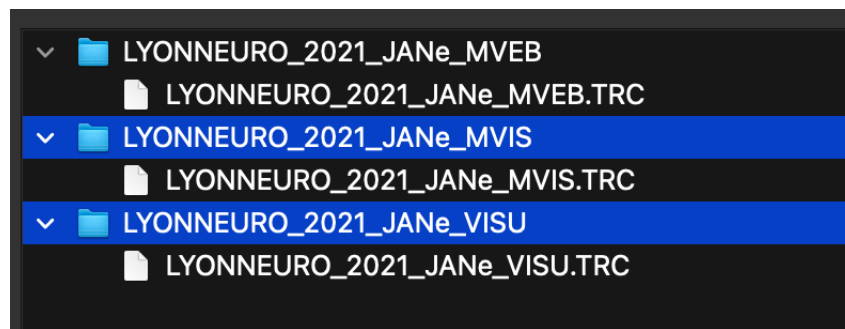 LYONNEURO_2021_JANe_MVEB
LYONNEURO_2021_JANe_MVEB.TRC
LYONNEURO_2021_JANe_MVIS
LYONNEURO_2021_JANe_MVIS.TRC
LYONNEURO_2021_JANe_VISU
LYONNEURO_2021_JANe_VISU.TRC